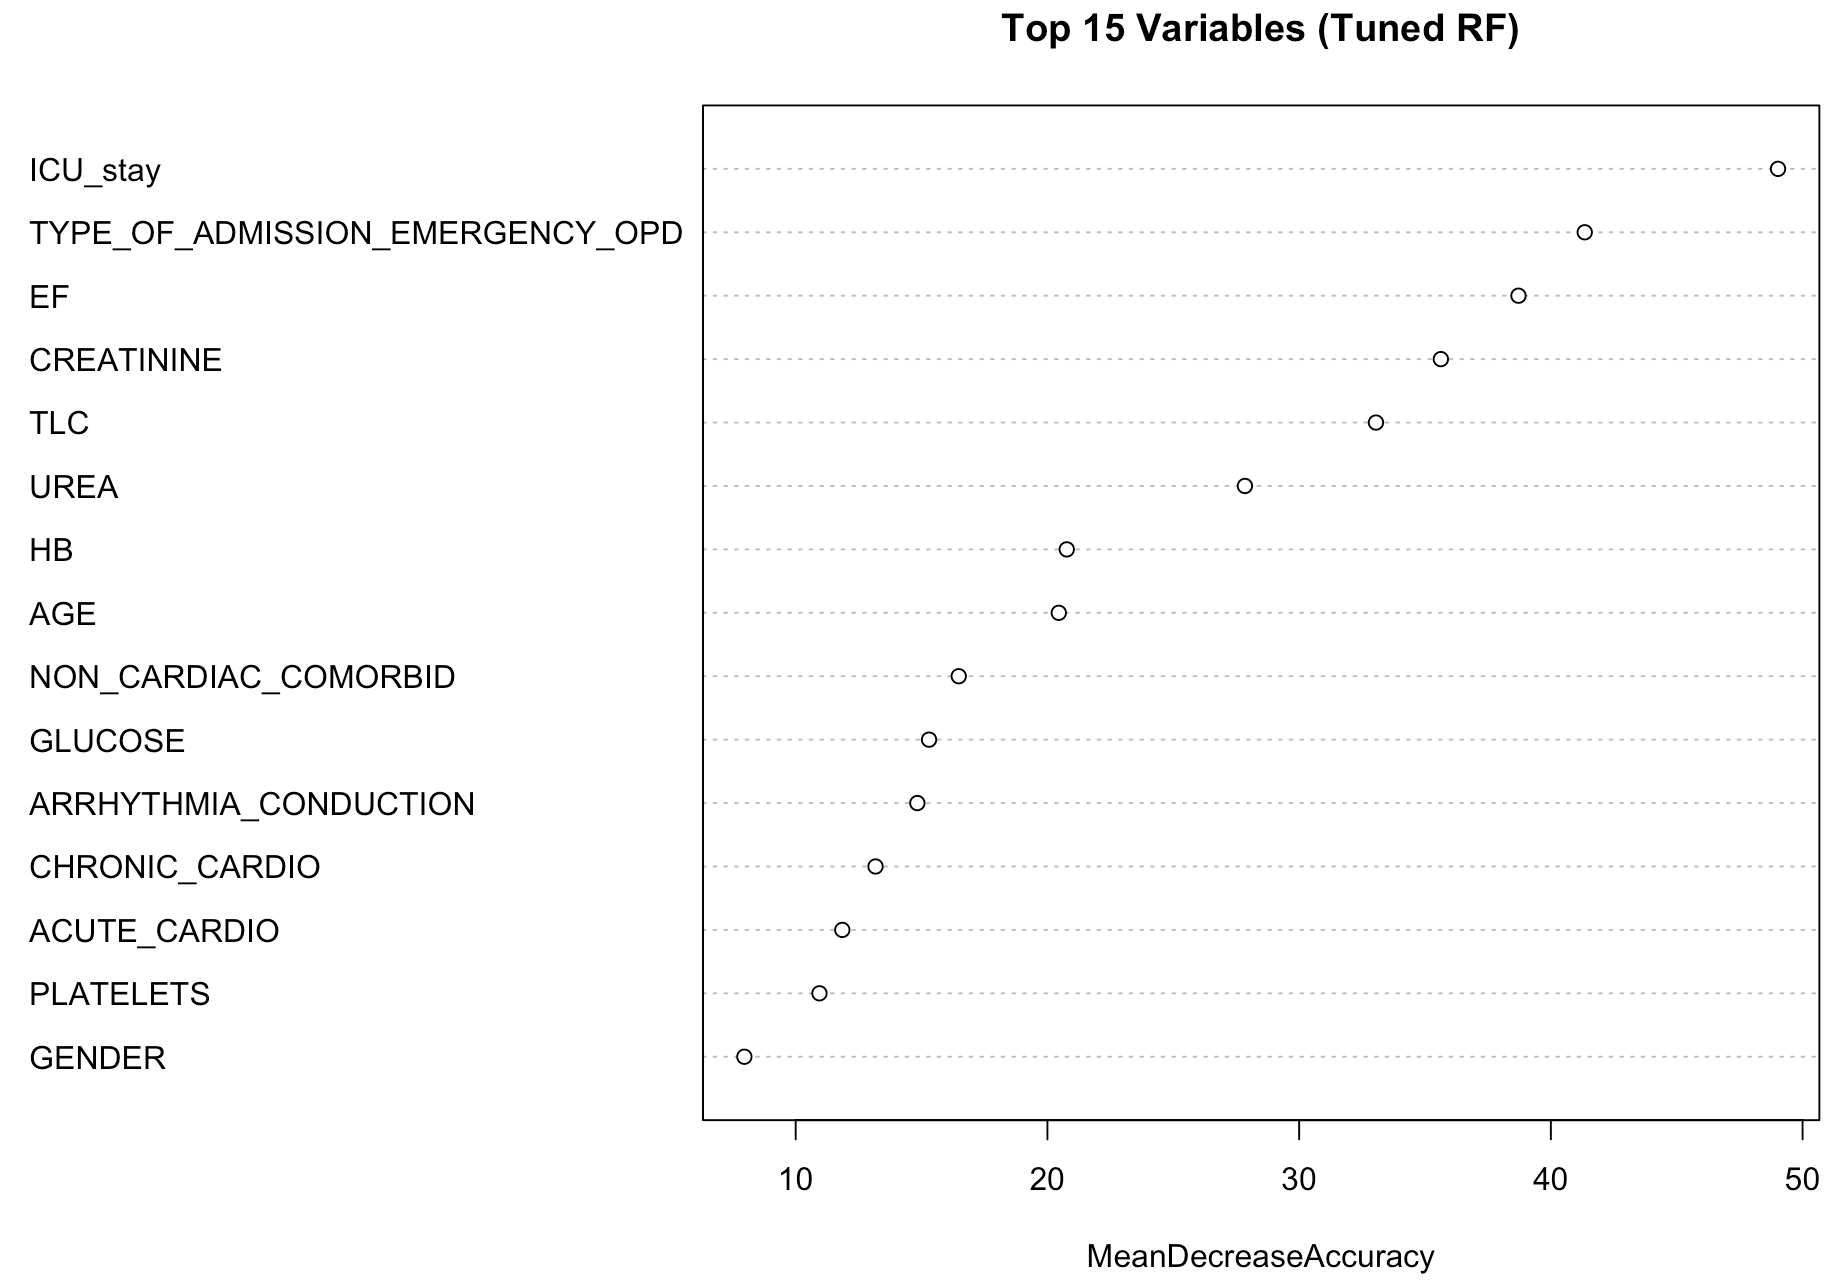 Top 15 Variables (Tuned RF)
ICU_stay
TYPE_OF_ADMISSION_EMERGENCY_OPD
EF
CREATININE
TLC
UREA
HB
AGE
NON_CARDIAC_COMORBID
GLUCOSE
ARRHYTHMIA_CONDUCTION
CHRONIC_CARDIO
ACUTE_CARDIO
PLATELETS
GENDER
10 20 30 40 50
MeanDecreaseAccuracy